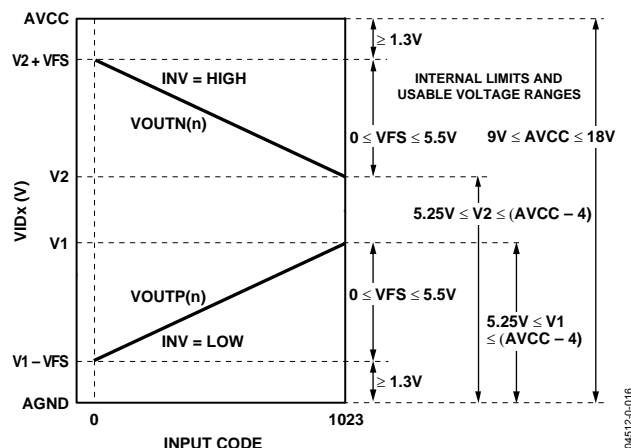 AVCC
≥ 1.3V
V2 + VFS
INV = HIGH
INTERNAL LIMITS AND
USABLE VOLTAGE RANGES
VOUTN(n)
0 ≤ VFS ≤ 5.5V
9V ≤ AVCC ≤ 18V
V2
VIDx (V)
5.25V ≤ V2 ≤ (AVCC – 4)
V1
VOUTP(n)
0 ≤ VFS ≤ 5.5V
5.25V ≤ V1
≤ (AVCC – 4)
INV = LOW
V1 – VFS
≥ 1.3V
AGND
0
1023
INPUT CODE
04512-0-016